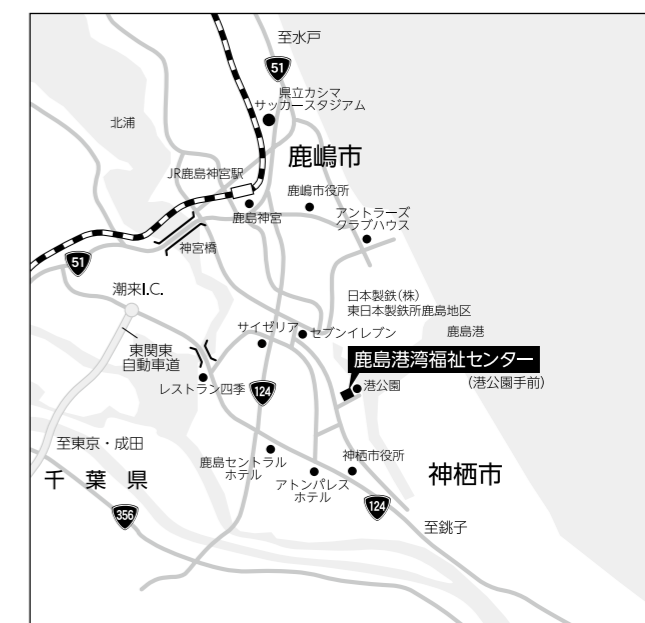 至水戸
51
県立カシマ
サッカースタジアム
北浦
鹿嶋市
JR鹿島神宮駅
鹿嶋市役所
鹿島神宮
アントラーズ
クラブハウス
神宮橋
51
潮来I.C.
日本製鉄(株)
東日本製鉄所鹿島地区
サイゼリア
セブンイレブン
鹿島港
東関東
自動車道
鹿島港湾福祉センター
レストラン四季
124
港公園
(港公園手前)
至東京・成田
千葉県
鹿島セントラル
ホテル
神栖市役所
アトンパレス
ホテル
神栖市
356
124
至銚子